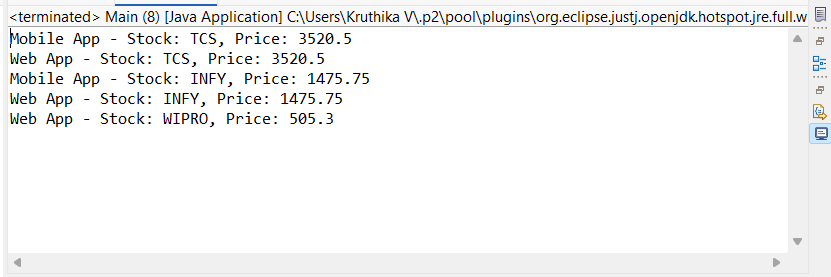 <terminated> Main (8) [Java Application] C:\Users\Kruthika V\.p2\pool\plugins\org.eclipse.justj.openjdk.hotspot.jre.full.w
Mobile App - Stock: TCS, Price: 3520.5
Web App - Stock: TCS, Price: 3520.5
Mobile App - Stock: INFY, Price: 1475.75
Web App - Stock: INFY, Price: 1475.75
Web App - Stock: WIPRO, Price: 505.3